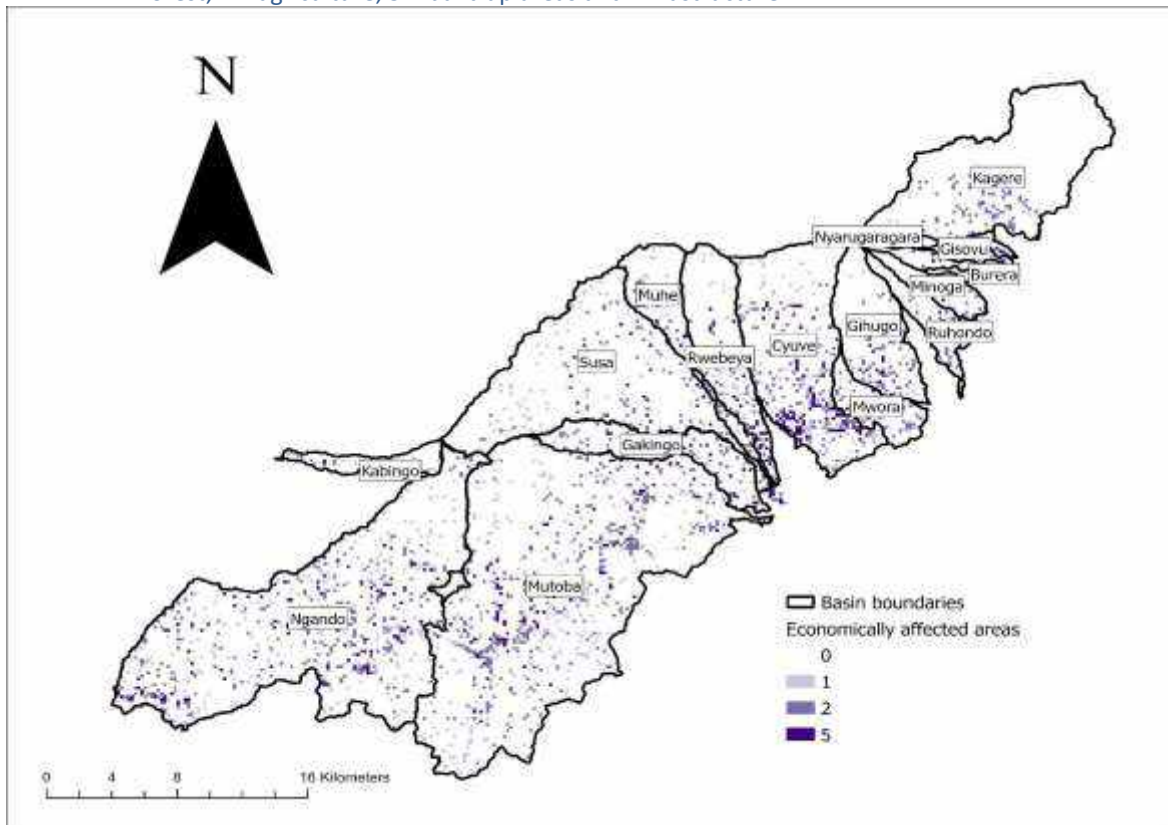 N
Kagere
Nyarugaragara
Gisovu
Burera
Minoga
Muhe
Ruhondo
Gihugo
Cyuve
Susa
Rwebeya
Mwora
Gakingo
Kabingo
Mutoba
Ngando
Basin boundaries
Economically affected areas
0
1
2
5
0 4 8 16 Kilometers